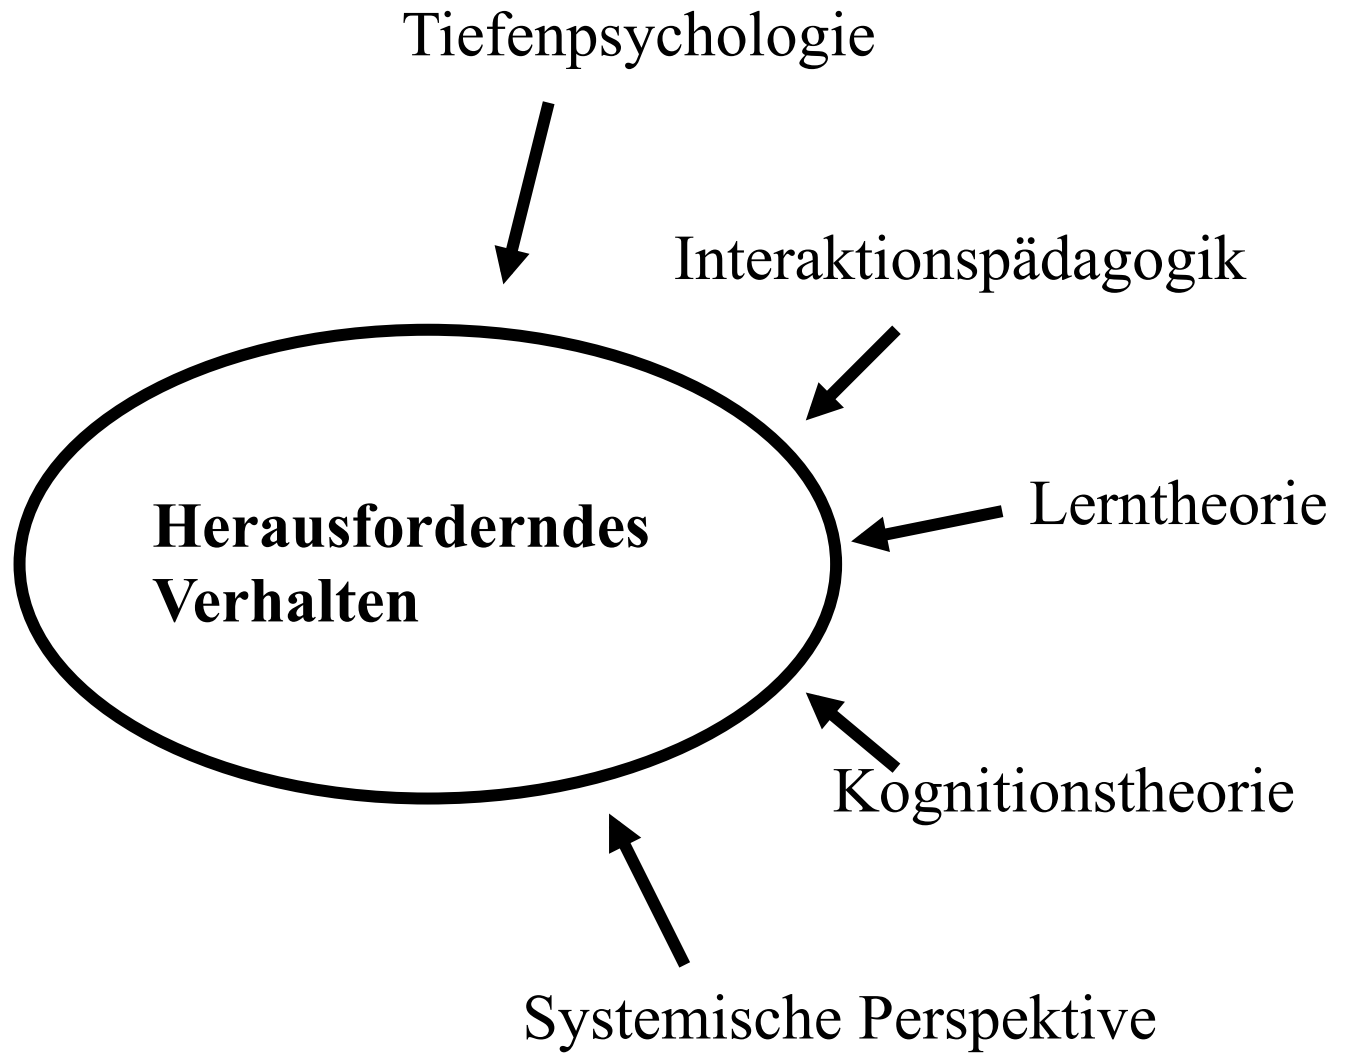 Tiefenpsychologie
Interaktionspädagogik
Lerntheorie
Herausforderndes
Verhalten
Kognitionstheorie
Systemische Perspektive